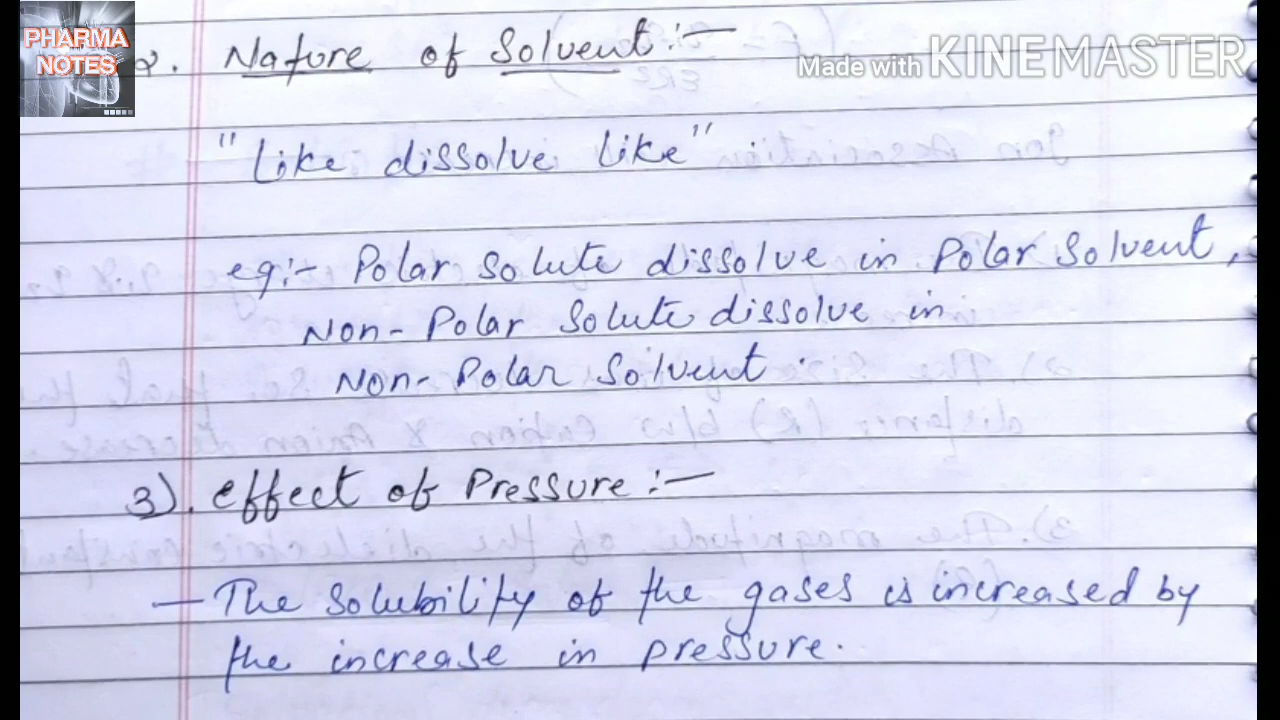 PHARMA
NOTES
Made with KINEMASTER
2. Nature of Solvent :-
"Like dissolve like"
eg:- Polar Solute dissolve in Polar Solvent,
Non-Polar Solute dissolve in
Non-Polar Solvent.
3). effect of Pressure :-
- The Solubility of the gases is increased by
the increase in pressure.